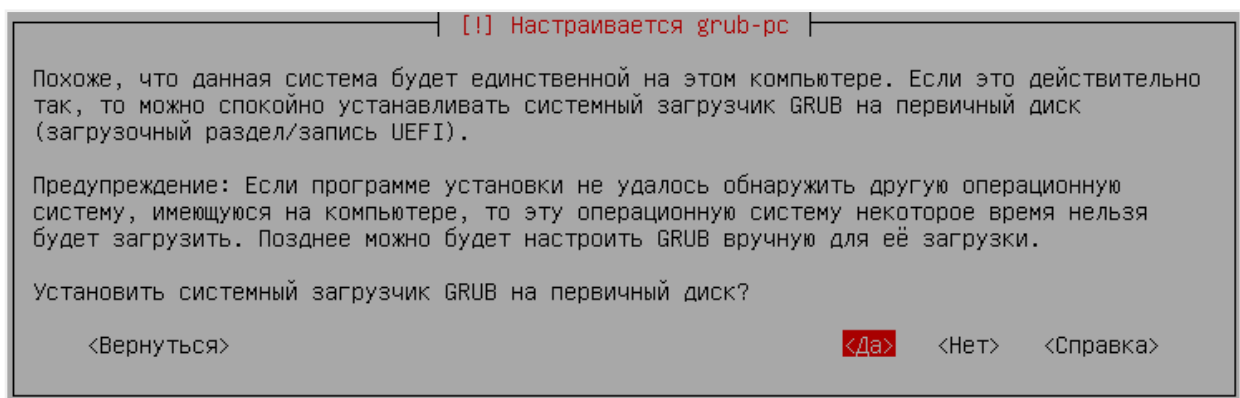 [!] Настраивается grub-pc
Похоже, что данная система будет единственной на этом компьютере. Если это действительно
так, то можно спокойно устанавливать системный загрузчик GRUB на первичный диск
(загрузочный раздел/запись UEFI).
Предупреждение: Если программе установки не удалось обнаружить другую операционную
систему, имеющуюся на компьютере, то эту операционную систему некоторое время нельзя
будет загрузить. Позднее можно будет настроить GRUB вручную для её загрузки.
Установить системный загрузчик GRUB на первичный диск?
<Вернуться> <Да> <Нет> <Справка>